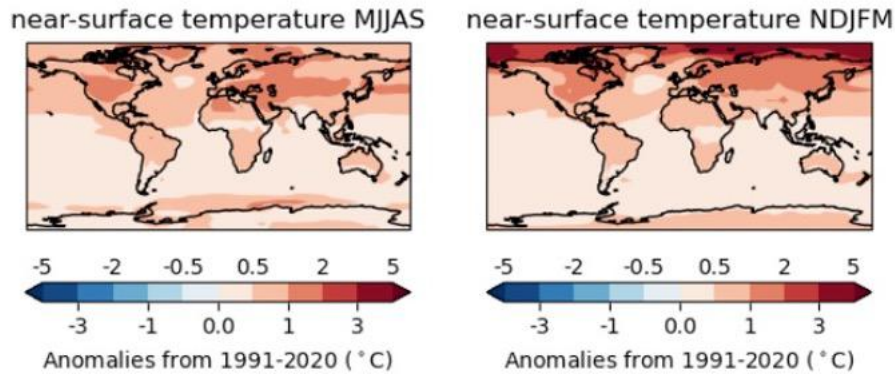 near-surface temperature MJJAS
near-surface temperature NDJFM
-5 -2 -0.5 0.5 2 5
-3 -1 0.0 1 3
Anomalies from 1991-2020 (°C)
-5 -2 -0.5 0.5 2 5
-3 -1 0.0 1 3
Anomalies from 1991-2020 (°C)